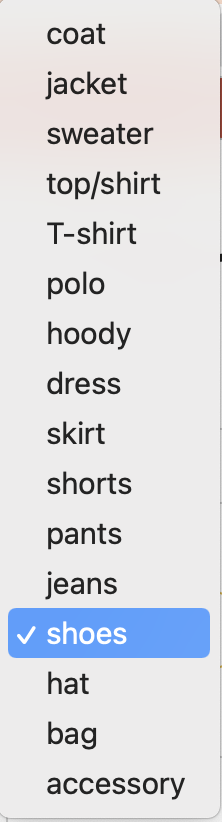 coat
jacket
sweater
top/shirt
T-shirt
polo
hoody
dress
skirt
shorts
pants
jeans
✓ shoes
hat
bag
accessory